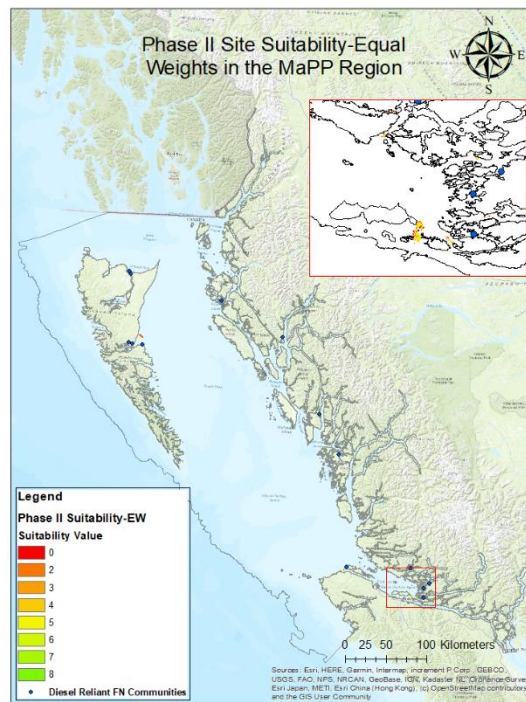 Phase II Site Suitability-Equal
Weights in the MaPP Region
N
W
E
S
Legend
Phase II Suitability-EW
Suitability Value
0
2
3
4
5
6
7
8
Diesel Reliant FN Communities
0 25 50 100 Kilometers
Sources: Esri, HERE, Garmin, Intermap, increment P Corp., GEBCO,
USGS, FAO, NPS, NRCAN, GeoBase, IGN, Kadaster NL, Ordnance Survey,
Esri Japan, METI, Esri China (Hong Kong), (c) OpenStreetMap contributors,
and the GIS User Community